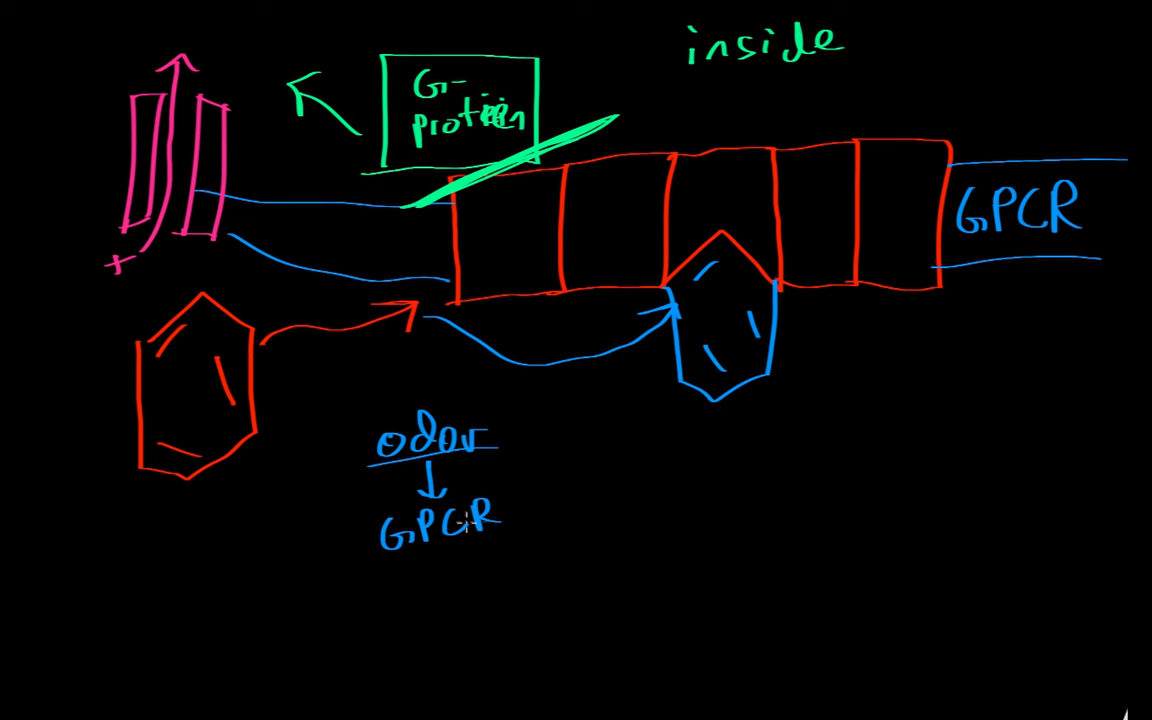 inside
G-
protein
GPCR
+
odor
GPCR